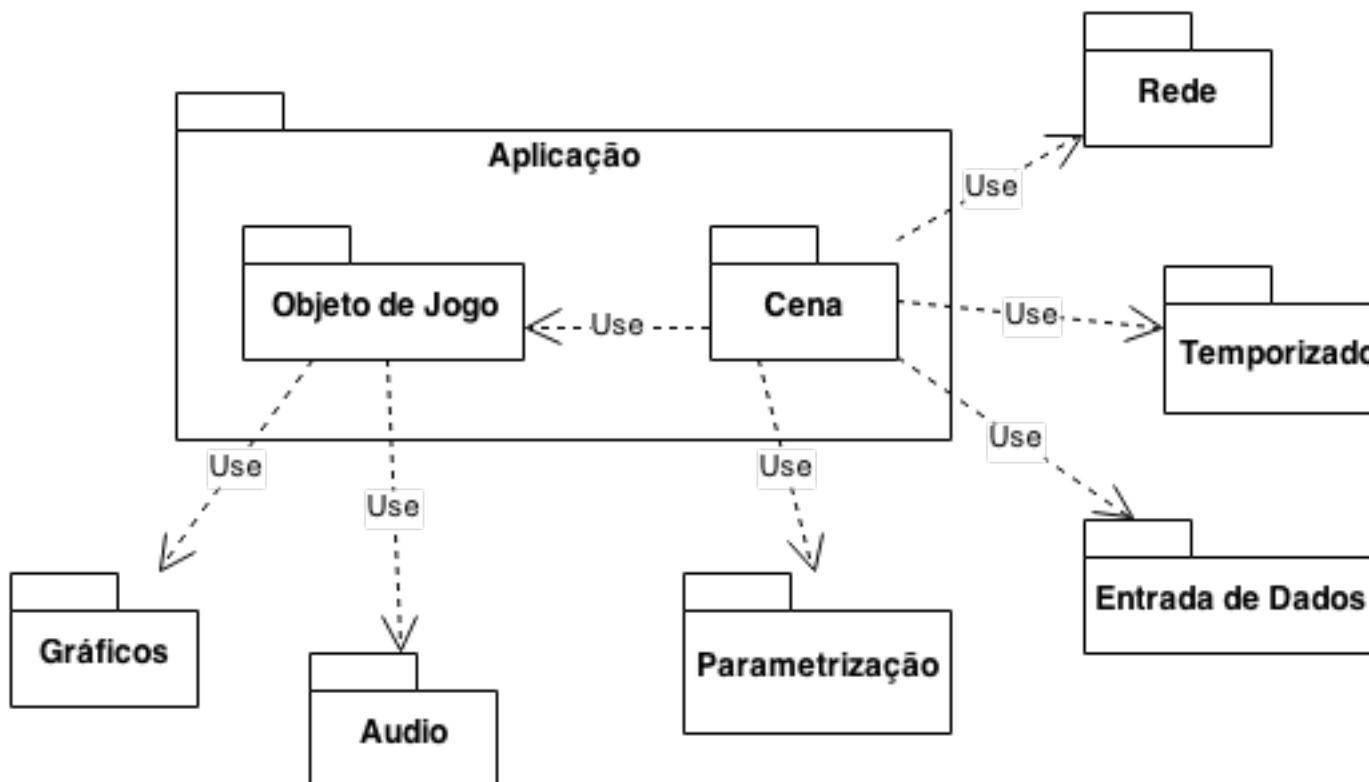 Rede
Aplicação
Use
Objeto de Jogo
Use
Cena
Use
Temporizado
Use
Use
Use
Use
Entrada de Dados
Gráficos
Parametrização
Audio